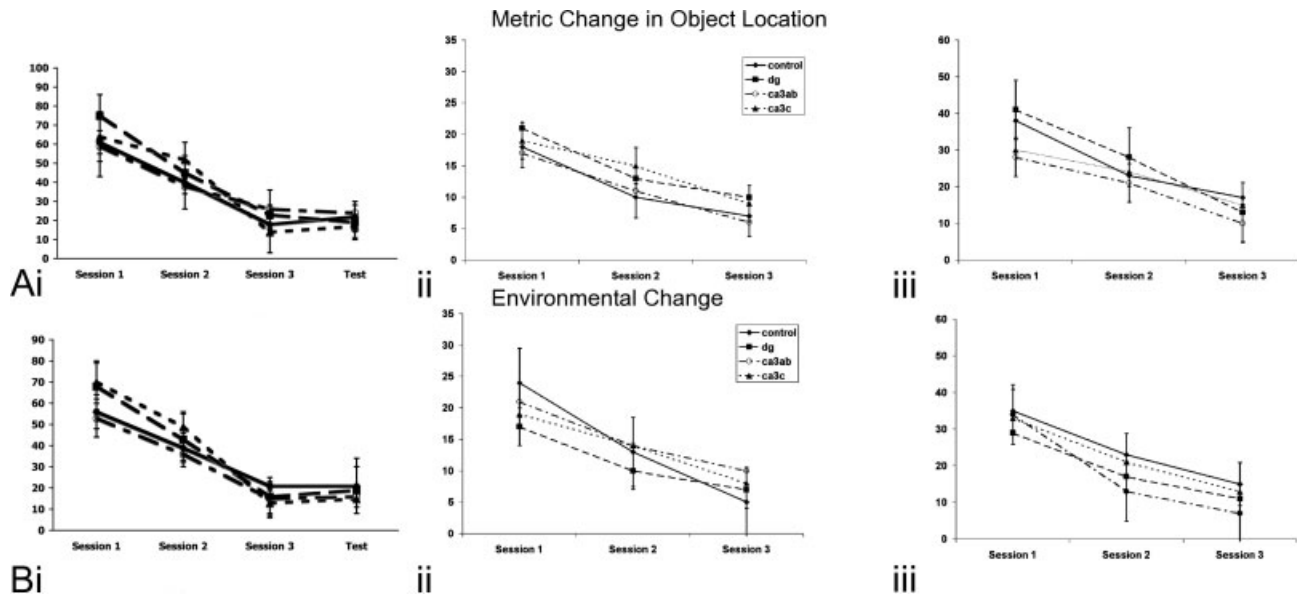 Metric Change in Object Location
100
90
80
70
60
50
40
30
20
10
0
Session 1 Session 2 Session 3 Test
Ai
35
30
25
20
15
10
5
0
control
dg
ca3ab
ca3c
Session 1 Session 2 Session 3
ii
60
50
40
30
20
10
0
control
dg
ca3ab
ca3c
Session 1 Session 2 Session 3
iii
Environmental Change
90
80
70
60
50
40
30
20
10
0
Session 1 Session 2 Session 3 Test
Bi
35
30
25
20
15
10
5
0
control
dg
ca3ab
ca3c
Session 1 Session 2 Session 3
ii
60
50
40
30
20
10
0
Session 1 Session 2 Session 3
iii